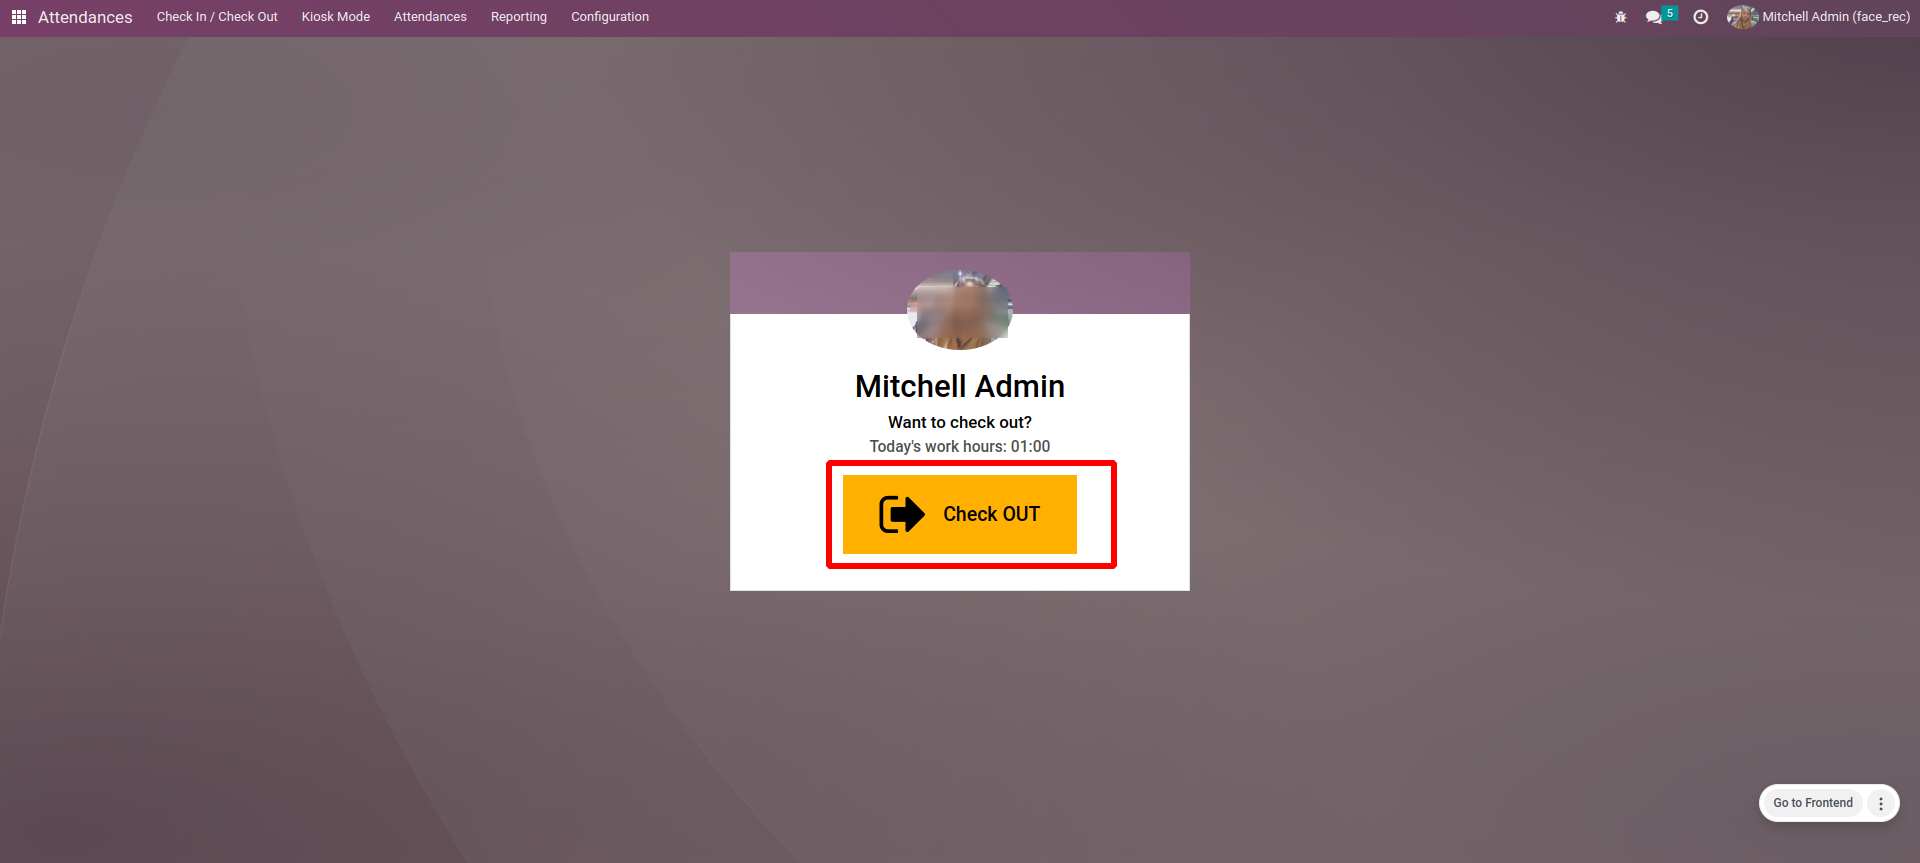 Attendances Check In / Check Out Kiosk Mode Attendances Reporting Configuration 5 Mitchell Admin (face_rec)
Mitchell Admin
Want to check out?
Today's work hours: 01:00
Check OUT
Go to Frontend